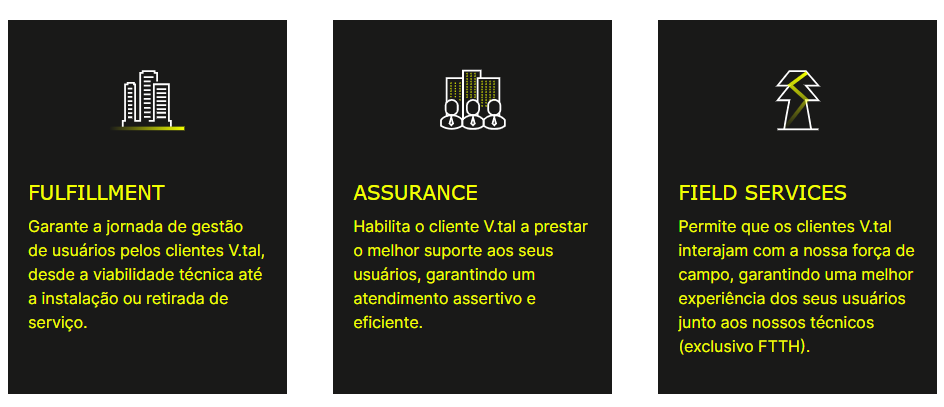 FULFILLMENT
Garante a jornada de gestão
de usuários pelos clientes V.tal,
desde a viabilidade técnica até
a instalação ou retirada de
serviço.
ASSURANCE
Habilita o cliente V.tal a prestar
o melhor suporte aos seus
usuários, garantindo um
atendimento assertivo e
eficiente.
FIELD SERVICES
Permite que os clientes V.tal
interajam com a nossa força de
campo, garantindo uma melhor
experiência dos seus usuários
junto aos nossos técnicos
(exclusivo FTTH).